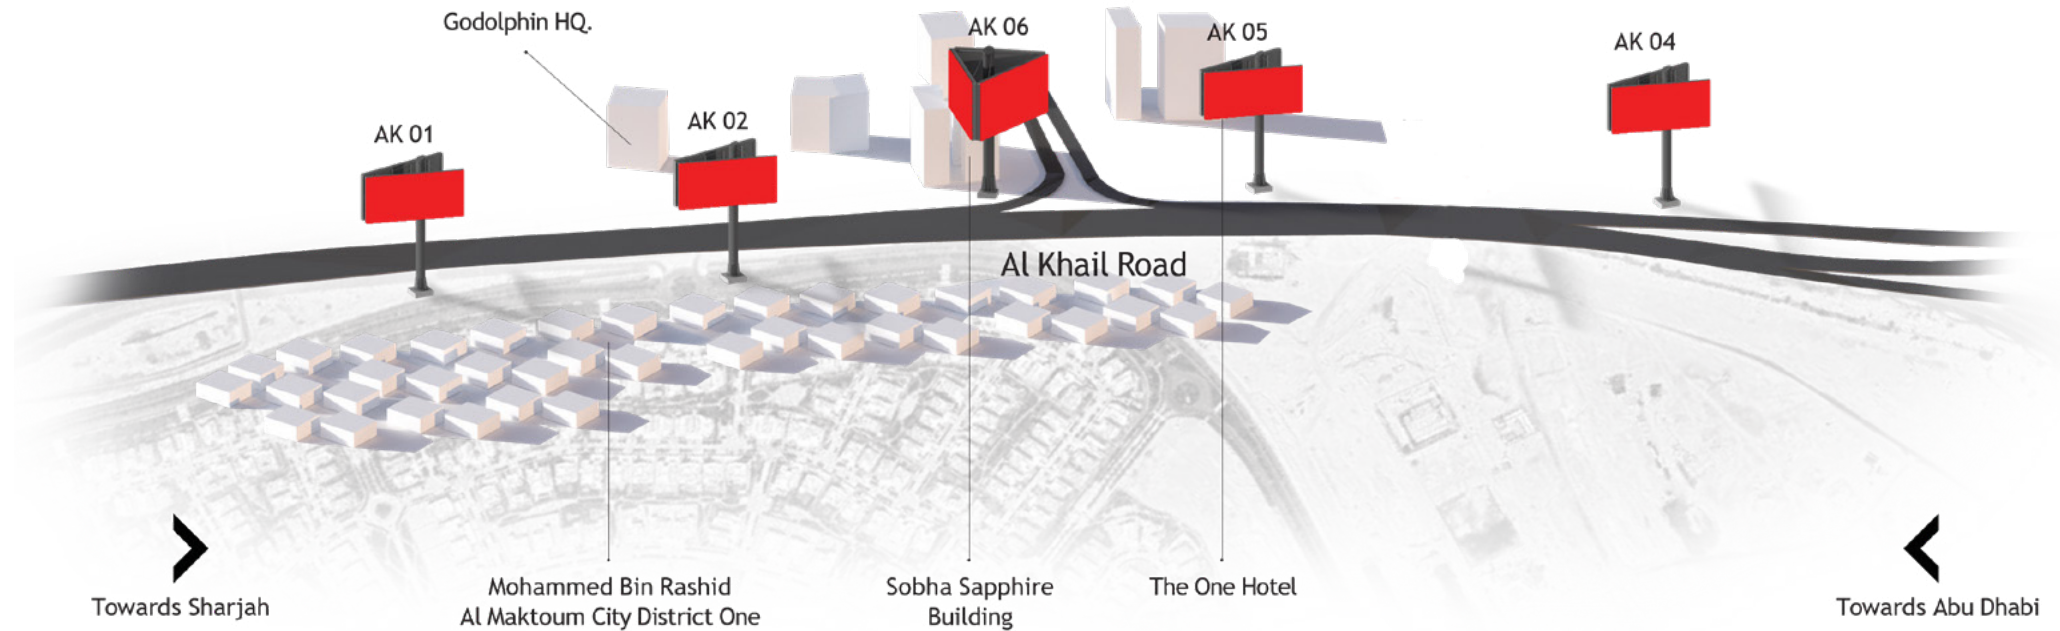 Godolphin HQ.
AK 06
AK 05
AK 04
AK 01
AK 02
Al Khail Road
Towards Sharjah
Mohammed Bin Rashid
Al Maktoum City District One
Sobha Sapphire
Building
The One Hotel
Towards Abu Dhabi